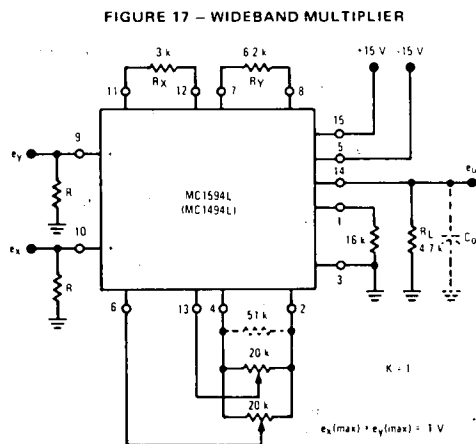 FIGURE 17 – WIDEBAND MULTIPLIER
+15 V -15 V
3 k 6.2 k
RX RY
11 12 7 8
15
5
14
1
3
eY 9 +
eo
R
MC1594L
(MC1494L)
ex 10 +
R
16 k
RL
4.7 k
Co
6 13 4 2
51 k
20 k
20 k
K = 1
ex(max) + eY(max) = 1 V